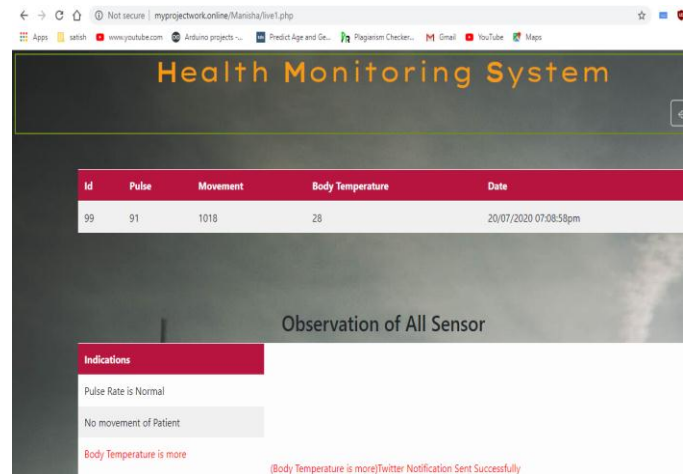 Not secure | myprojectwork.online/Manisha/live1.php
Apps satish www.youtube.com Arduino projects -... Predict Age and Ge... Plagiarism Checker... Gmail YouTube Maps
Health Monitoring System
Id Pulse Movement Body Temperature Date
99 91 1018 28 20/07/2020 07:08:58pm
Observation of All Sensor
Indications
Pulse Rate is Normal
No movement of Patient
Body Temperature is more
(Body Temperature is more)Twitter Notification Sent Successfully